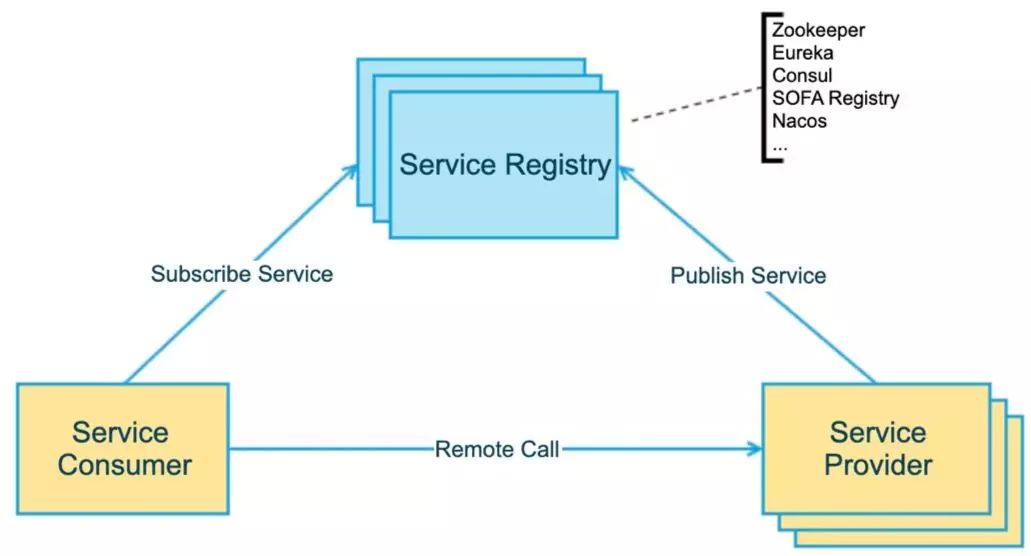 Zookeeper
Eureka
Consul
SOFA Registry
Nacos
...
Service Registry
Subscribe Service
Publish Service
Service
Consumer
Remote Call
Service
Provider